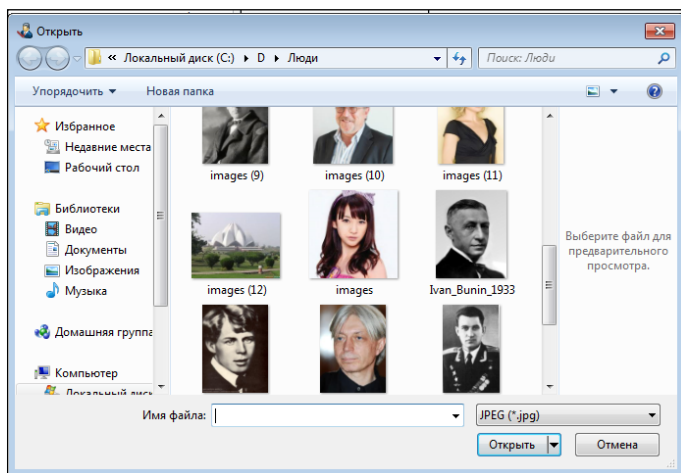 Открыть
« Локальный диск (C:) ▸ D ▸ Люди
Поиск: Люди
Упорядочить ▼ Новая папка
Избранное
Недавние места
Рабочий стол
Библиотеки
Видео
Документы
Изображения
Музыка
Домашняя группа
Компьютер
images (9)
images (10)
images (11)
images (12)
images
Ivan_Bunin_1933
Выберите файл для
предварительного
просмотра.
Имя файла:
JPEG (*.jpg)
Открыть
Отмена